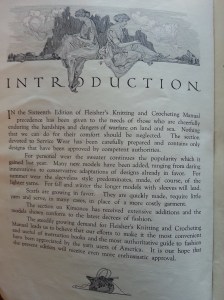 INTRODUCTION
IN the Sixteenth Edition of Fleisher's Knitting and Crocheting Manual
precedence has been given to the needs of those who are cheerfully
enduring the hardships and dangers of warfare on land and sea. Nothing
that we can do for their comfort should be neglected. The section
devoted to Service Wear has been carefully prepared and contains only
designs that have been approved by competent authorities.
For personal wear the sweater continues the popularity which it
gained last year. Many new models have been added, ranging from daring
innovations to conservative adaptations of designs already in favor. For
summer wear the sleeveless style predominates, made, of course, of the
lighter yarns. For fall and winter the longer models with sleeves will lead.
Scarfs are growing in favor. They are quickly made, require little
yarn and serve, in many cases, to place of a more costly garment.
The section on Kimonos has received extensive additions and the
models shown conform to the latest decrees of fashion.
The steadily growing demand for Fleisher's Knitting and Crocheting
Manual leads us to believe that our efforts to make it the most convenient
and useful of instruction books and the most authoritative guide to fashion
have been appreciated by the yarn users of America. It is our hope that
the present edition will receive even more enthusiastic approval.